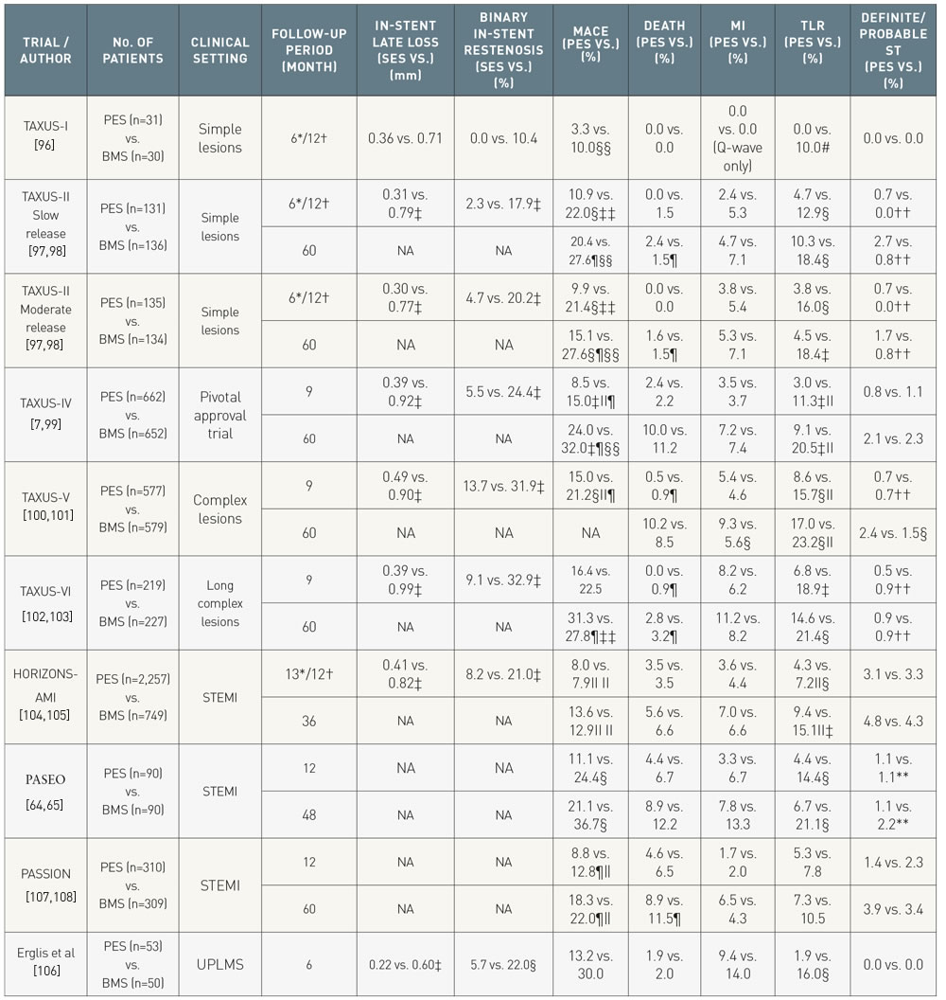 TRIAL / AUTHOR
No. OF PATIENTS
CLINICAL SETTING
FOLLOW-UP PERIOD (MONTH)
IN-STENT LATE LOSS (SES VS.) (mm)
BINARY IN-STENT RESTENOSIS (SES VS.) (%)
MACE (PES VS.) (%)
DEATH (PES VS.) (%)
MI (PES VS.) (%)
TLR (PES VS.) (%)
DEFINITE/ PROBABLE ST (PES VS.) (%)
TAXUS-I [96]
PES (n=31) vs. BMS (n=30)
Simple lesions
6*/12†
0.36 vs. 0.71
0.0 vs. 10.4
3.3 vs. 10.0§§
0.0 vs. 0.0
0.0 vs. 0.0 (Q-wave only)
0.0 vs. 10.0#
0.0 vs. 0.0
TAXUS-II Slow release [97,98]
PES (n=131) vs. BMS (n=136)
Simple lesions
6*/12†
0.31 vs. 0.79‡
2.3 vs. 17.9‡
10.9 vs. 22.0§‡‡
0.0 vs. 1.5
2.4 vs. 5.3
4.7 vs. 12.9§
0.7 vs. 0.0††
60
NA
NA
20.4 vs. 27.6¶§§
2.4 vs. 1.5¶
4.7 vs. 7.1
10.3 vs. 18.4§
2.7 vs. 0.8††
TAXUS-II Moderate release [97,98]
PES (n=135) vs. BMS (n=134)
Simple lesions
6*/12†
0.30 vs. 0.77‡
4.7 vs. 20.2‡
9.9 vs. 21.4§‡‡
0.0 vs. 0.0
3.8 vs. 5.4
3.8 vs. 16.0§
0.7 vs. 0.0††
60
NA
NA
15.1 vs. 27.6§¶§§
1.6 vs. 1.5¶
5.3 vs. 7.1
4.5 vs. 18.4‡
1.7 vs. 0.8††
TAXUS-IV [7,99]
PES (n=662) vs. BMS (n=652)
Pivotal approval trial
9
0.39 vs. 0.92‡
5.5 vs. 24.4‡
8.5 vs. 15.0‡II¶
2.4 vs. 2.2
3.5 vs. 3.7
3.0 vs. 11.3‡II
0.8 vs. 1.1
60
NA
NA
24.0 vs. 32.0‡¶§§
10.0 vs. 11.2
7.2 vs. 7.4
9.1 vs. 20.5‡II
2.1 vs. 2.3
TAXUS-V [100,101]
PES (n=577) vs. BMS (n=579)
Complex lesions
9
0.49 vs. 0.90‡
13.7 vs. 31.9‡
15.0 vs. 21.2§II¶
0.5 vs. 0.9¶
5.4 vs. 4.6
8.6 vs. 15.7§II
0.7 vs. 0.7††
60
NA
NA
NA
10.2 vs. 8.5
9.3 vs. 5.6§
17.0 vs. 23.2§II
2.4 vs. 1.5§
TAXUS-VI [102,103]
PES (n=219) vs. BMS (n=227)
Long complex lesions
9
0.39 vs. 0.99‡
9.1 vs. 32.9‡
16.4 vs. 22.5
0.0 vs. 0.9¶
8.2 vs. 6.2
6.8 vs. 18.9‡
0.5 vs. 0.9††
60
NA
NA
31.3 vs. 27.8¶‡‡
2.8 vs. 3.2¶
11.2 vs. 8.2
14.6 vs. 21.4§
0.9 vs. 0.9††
HORIZONS-AMI [104,105]
PES (n=2,257) vs. BMS (n=749)
STEMI
13*/12†
0.41 vs. 0.82‡
8.2 vs. 21.0‡
8.0 vs. 7.9II II
3.5 vs. 3.5
3.6 vs. 4.4
4.3 vs. 7.2II§
3.1 vs. 3.3
36
NA
NA
13.6 vs. 12.9II II
5.6 vs. 6.6
7.0 vs. 6.6
9.4 vs. 15.1II‡
4.8 vs. 4.3
PASEO [64,65]
PES (n=90) vs. BMS (n=90)
STEMI
12
NA
NA
11.1 vs. 24.4§
4.4 vs. 6.7
3.3 vs. 6.7
4.4 vs. 14.4§
1.1 vs. 1.1**
48
NA
NA
21.1 vs. 36.7§
8.9 vs. 12.2
7.8 vs. 13.3
6.7 vs. 21.1§
1.1 vs. 2.2**
PASSION [107,108]
PES (n=310) vs. BMS (n=309)
STEMI
12
NA
NA
8.8 vs. 12.8¶||
4.6 vs. 6.5
1.7 vs. 2.0
5.3 vs. 7.8
1.4 vs. 2.3
60
NA
NA
18.3 vs. 22.0¶||
8.9 vs. 11.5¶
6.5 vs. 4.3
7.3 vs. 10.5
3.9 vs. 3.4
Erglis et al [106]
PES (n=53) vs. BMS (n=50)
UPLMS
6
0.22 vs. 0.60‡
5.7 vs. 22.0§
13.2 vs. 30.0
1.9 vs. 2.0
9.4 vs. 14.0
1.9 vs. 16.0§
0.0 vs. 0.0